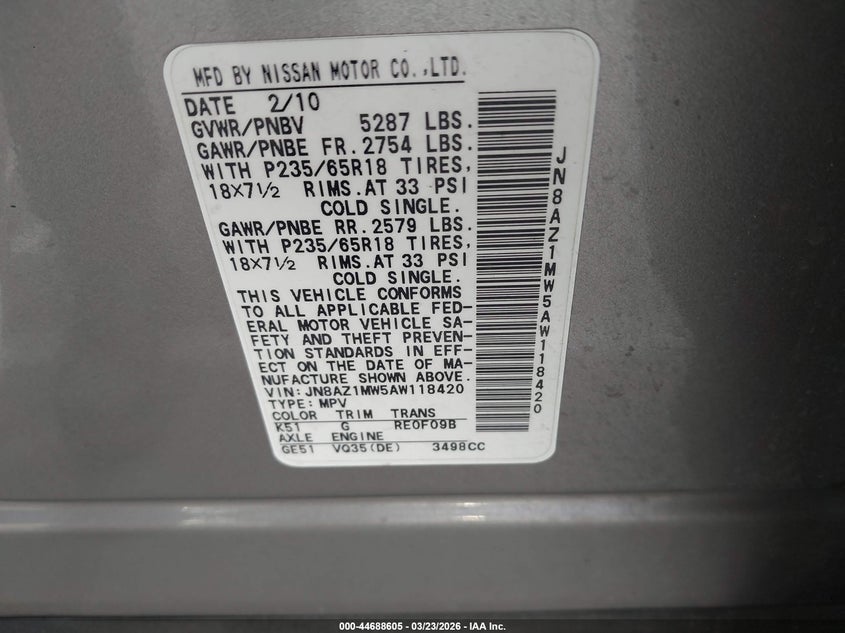 MFD BY NISSAN MOTOR CO.,LTD.
DATE 2/10
GVWR/PNBV 5287 LBS.
GAWR/PNBE FR. 2754 LBS.
WITH P235/65R18 TIRES,
18X7½ RIMS. AT 33 PSI
COLD SINGLE.
GAWR/PNBE RR. 2579 LBS.
WITH P235/65R18 TIRES,
18X7½ RIMS. AT 33 PSI
COLD SINGLE.
THIS VEHICLE CONFORMS
TO ALL APPLICABLE FED-
ERAL MOTOR VEHICLE SA-
FETY AND THEFT PREVEN-
TION STANDARDS IN EFF-
ECT ON THE DATE OF MA-
NUFACTURE SHOWN ABOVE.
VIN: JN8AZ1MW5AW118420
TYPE: MPV
COLOR TRIM TRANS
K51 G RE0F09B
AXLE ENGINE
GE51 VQ35(DE) 3498CC
JN8AZ1MW5AW118420
000-44688605 — 03/23/2026 — IAA Inc.